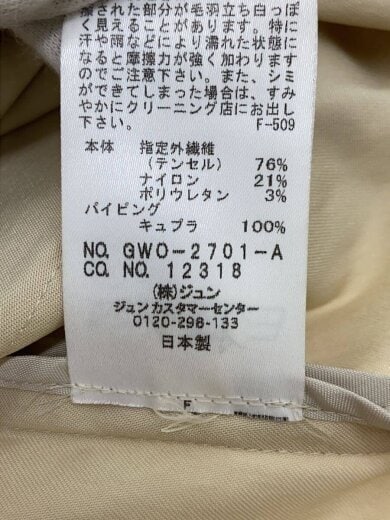 擦された部分が毛羽立ち白っぽ
く見えることがあります。特に
汗や雨などにより濡れた状態に
なると摩擦力が強く加わります
のでご注意下さい。また、シミ
ができてしまった場合は、すみ
やかにクリーニング店にお出し
下さい。 F-509
本体 指定外繊維
(テンセル) 76%
ナイロン 21%
ポリウレタン 3%
パイピング
キュプラ 100%
NO. GWO-2701-A
CO. NO. 12318
(株)ジュン
ジュンカスタマーセンター
0120-298-133
日本製
F